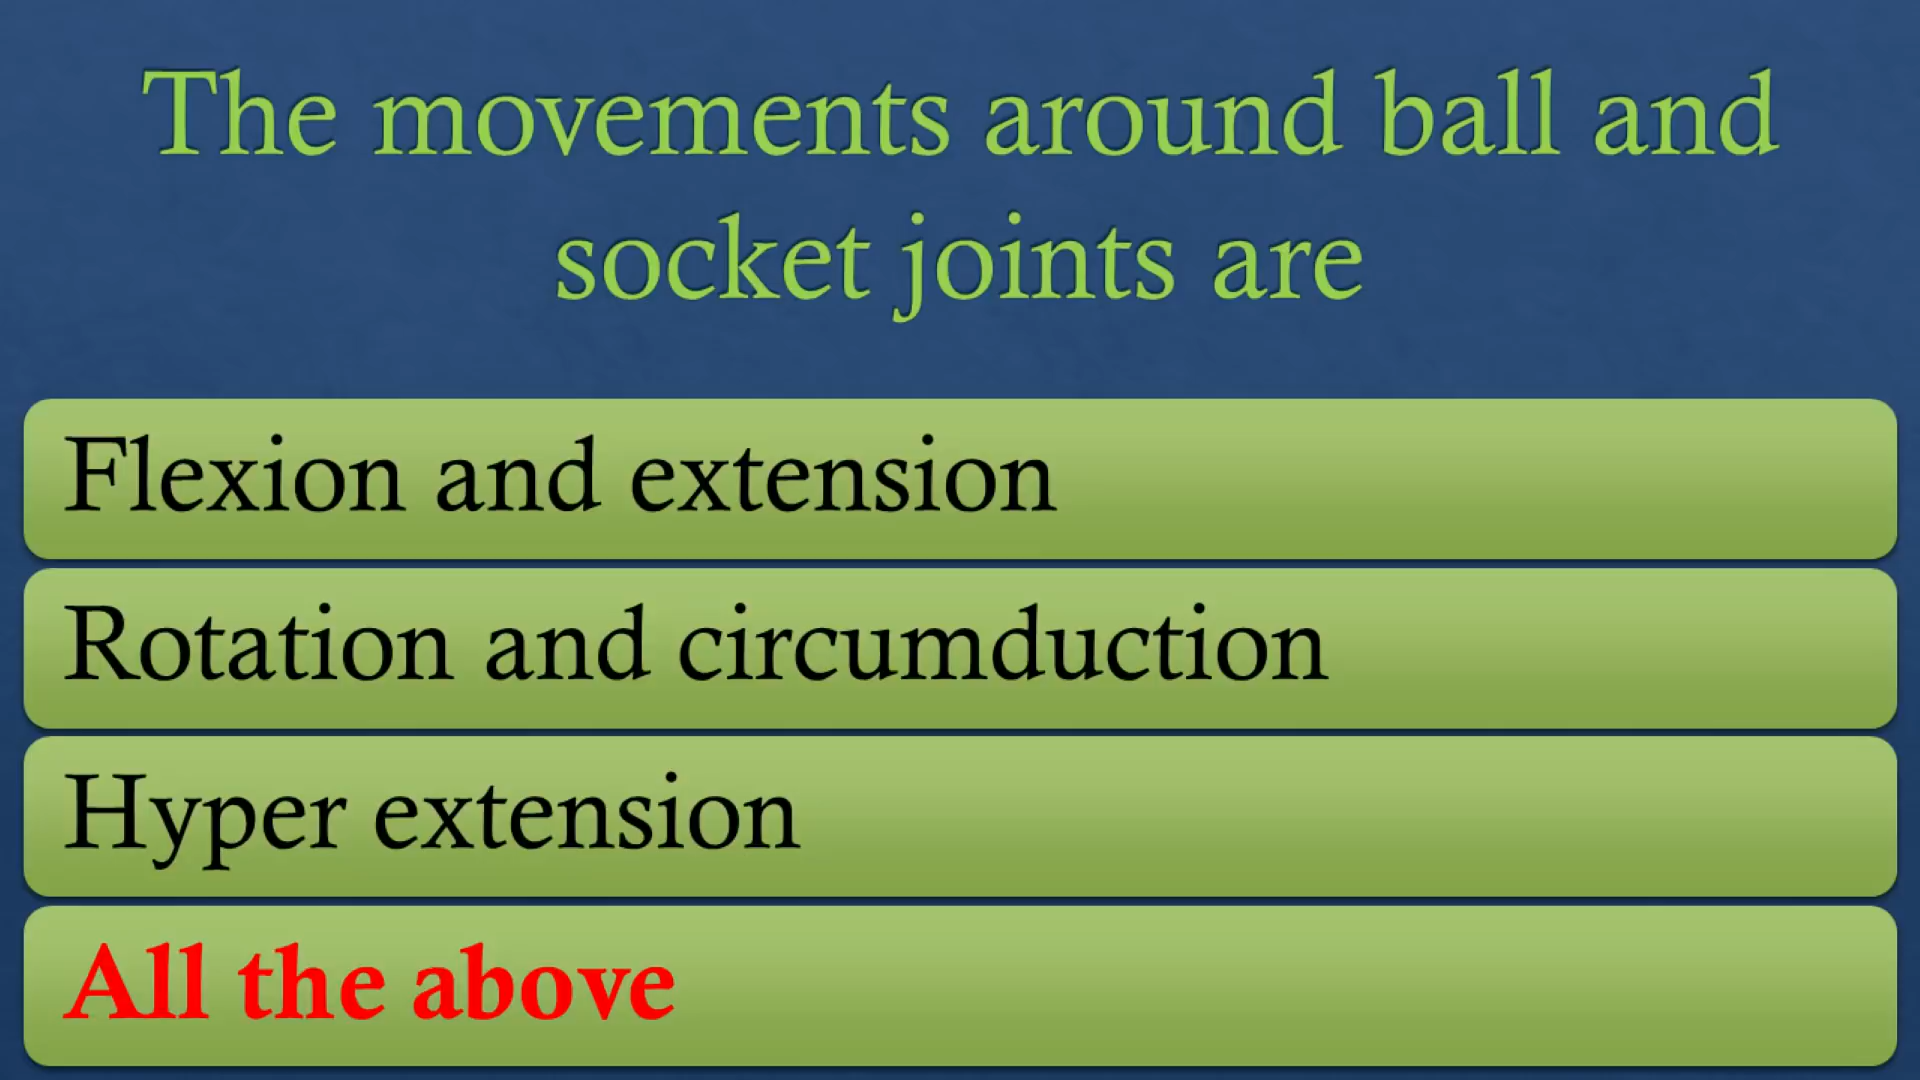 The movements around ball and
socket joints are
Flexion and extension
Rotation and circumduction
Hyper extension
All the above